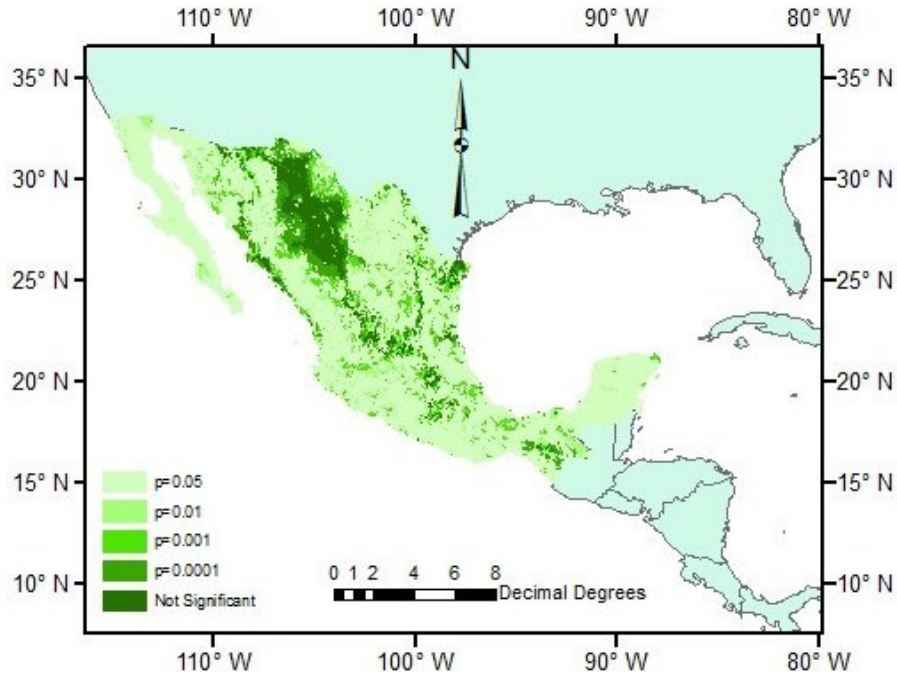 110° W 100° W 90° W 80° W
N
35° N 35° N
30° N 30° N
25° N 25° N
20° N 20° N
15° N 15° N
10° N 10° N
p=0.05
p=0.01
p=0.001
p=0.0001
Not Significant
0 1 2 4 6 8
Decimal Degrees
110° W 100° W 90° W 80° W